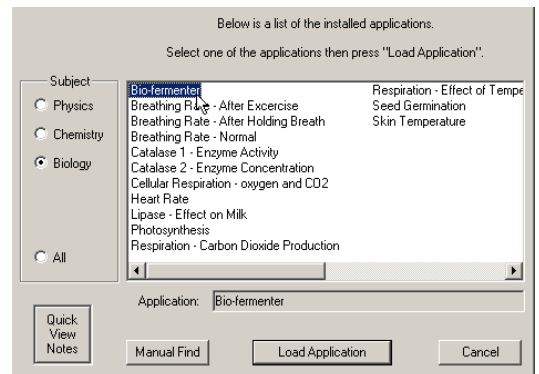 Below is a list of the installed applications.
Select one of the applications then press "Load Application".
Subject
Physics
Chemistry
Biology
All
Bio-fermenter
Breathing Rate - After Excercise
Breathing Rate - After Holding Breath
Breathing Rate - Normal
Catalase 1 - Enzyme Activity
Catalase 2 - Enzyme Concentration
Cellular Respiration - oxygen and CO2
Heart Rate
Lipase - Effect on Milk
Photosynthesis
Respiration - Carbon Dioxide Production
Respiration - Effect of Tempe
Seed Germination
Skin Temperature
Application: Bio-fermenter
Quick
View
Notes
Manual Find
Load Application
Cancel